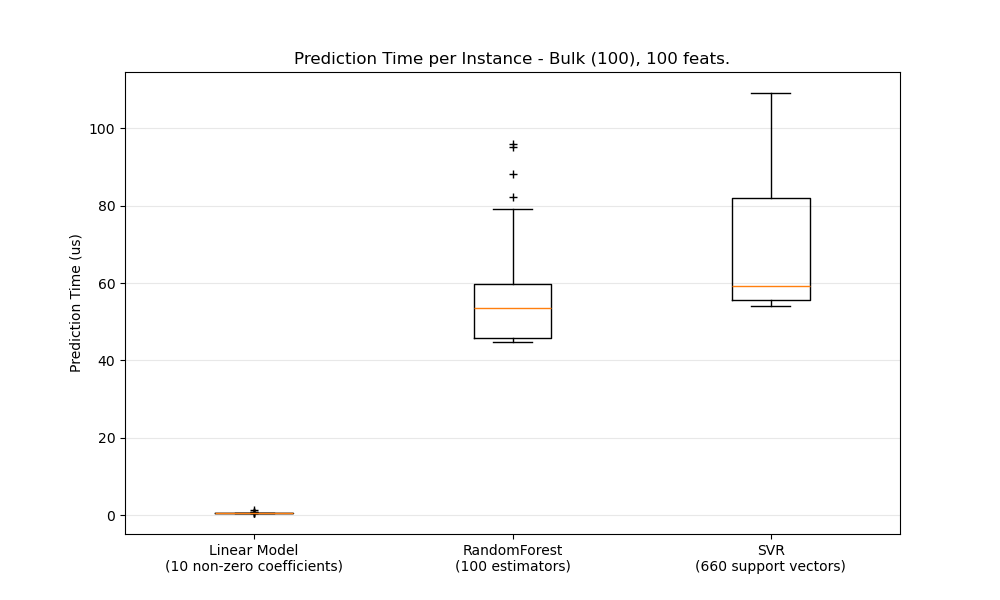 Prediction Time per Instance - Bulk (100), 100 feats.
Prediction Time (us)
100
80
60
40
20
0
Linear Model
(10 non-zero coefficients)
RandomForest
(100 estimators)
SVR
(660 support vectors)